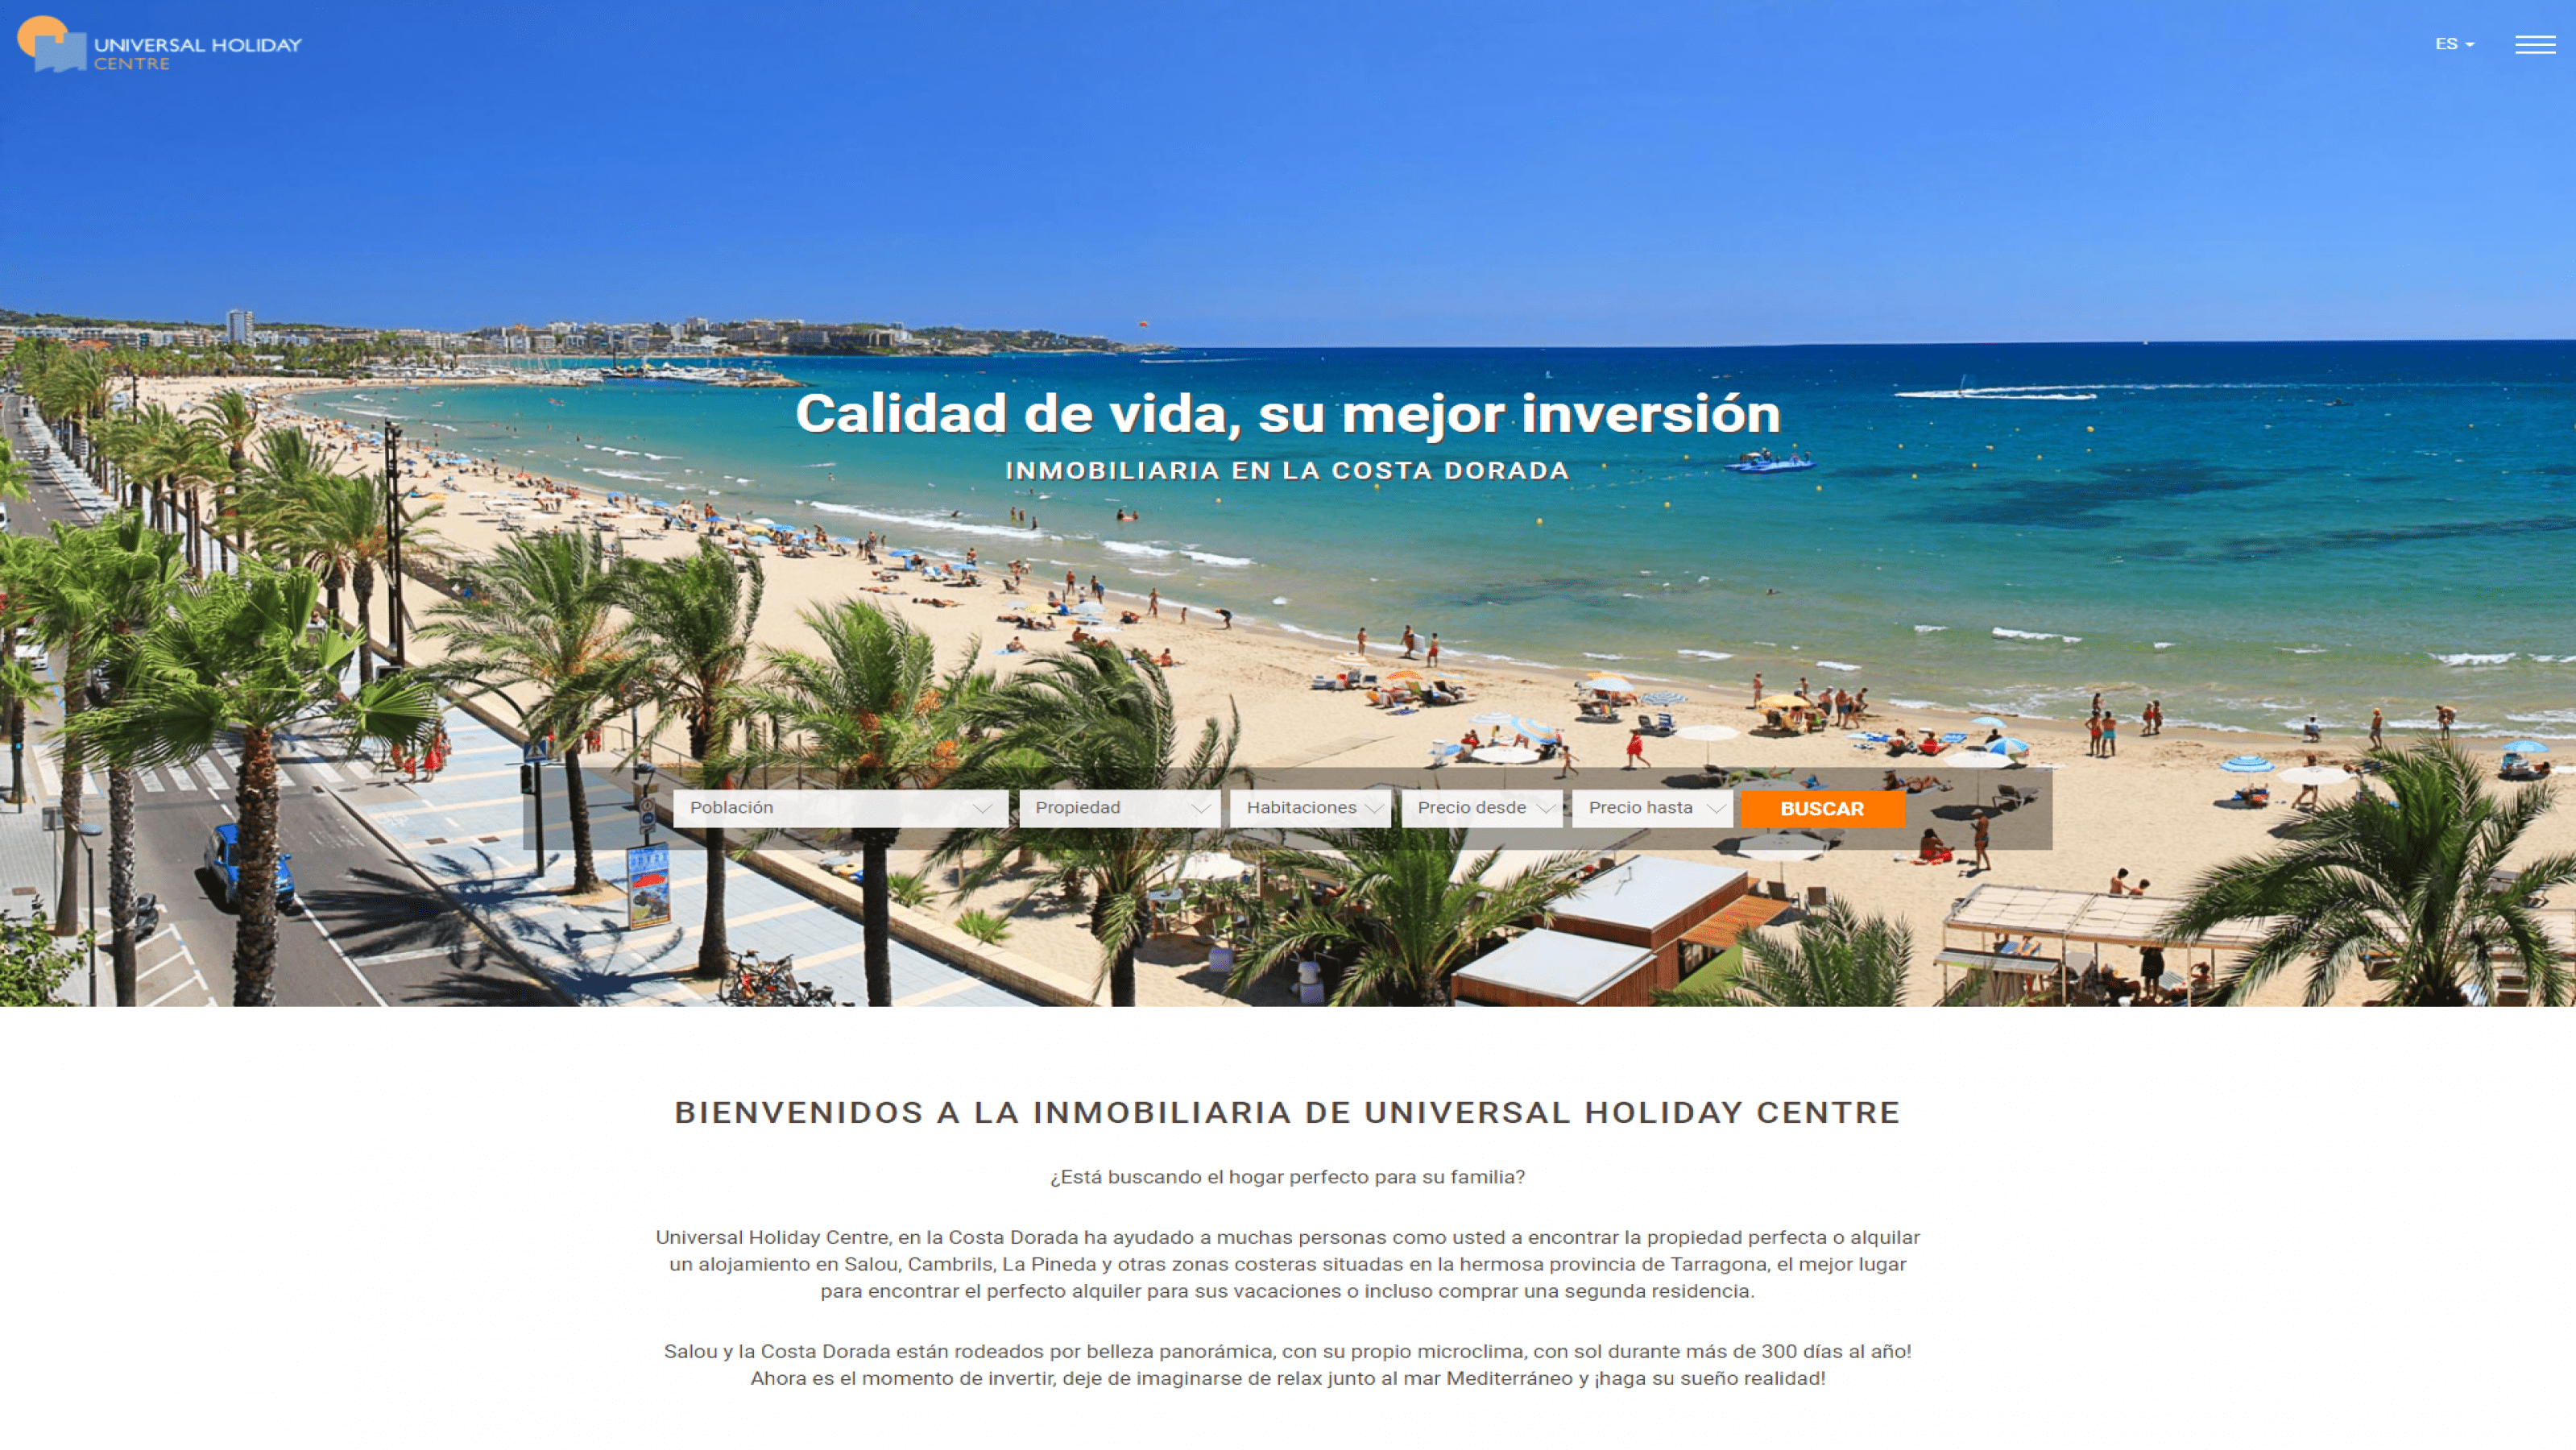 UNIVERSAL HOLIDAY
CENTRE
ES
Calidad de vida, su mejor inversión
INMOBILIARIA EN LA COSTA DORADA
Población
Propiedad
Habitaciones
Precio desde
Precio hasta
BUSCAR
BIENVENIDOS A LA INMOBILIARIA DE UNIVERSAL HOLIDAY CENTRE
¿Está buscando el hogar perfecto para su familia?
Universal Holiday Centre, en la Costa Dorada ha ayudado a muchas personas como usted a encontrar la propiedad perfecta o alquilar
un alojamiento en Salou, Cambrils, La Pineda y otras zonas costeras situadas en la hermosa provincia de Tarragona, el mejor lugar
para encontrar el perfecto alquiler para sus vacaciones o incluso comprar una segunda residencia.
Salou y la Costa Dorada están rodeados por belleza panorámica, con su propio microclima, con sol durante más de 300 días al año!
Ahora es el momento de invertir, deje de imaginarse de relax junto al mar Mediterráneo y ¡haga su sueño realidad!